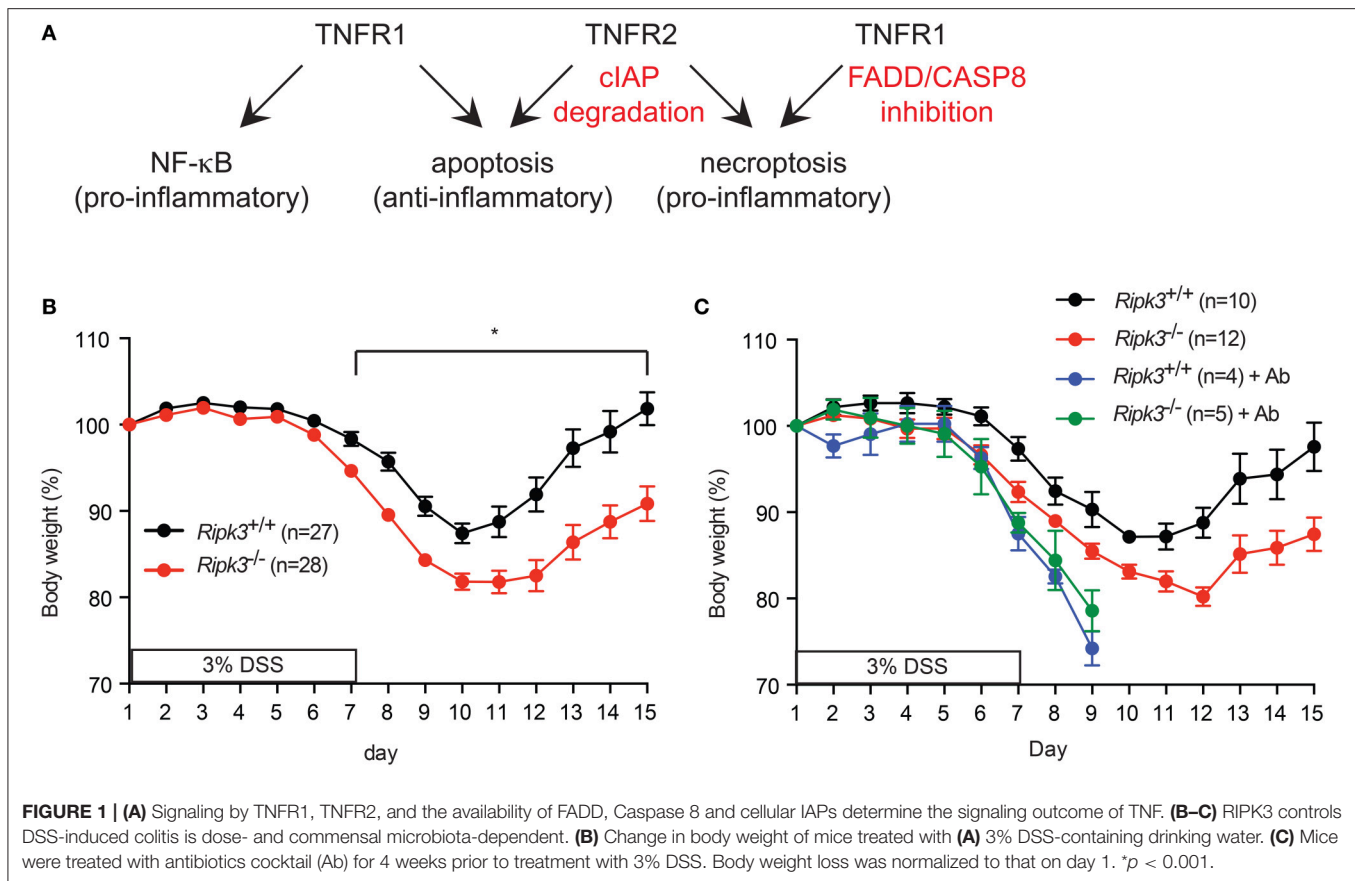 A
TNFR1 TNFR2 TNFR1
cIAP FADD/CASP8
degradation inhibition
NF-κB apoptosis necroptosis
(pro-inflammatory) (anti-inflammatory) (pro-inflammatory)
B
110
100
90
80
70
Body weight (%)
*
Ripk3+/+ (n=27)
Ripk3-/- (n=28)
3% DSS
1 2 3 4 5 6 7 8 9 10 11 12 13 14 15
day
C
Ripk3+/+ (n=10)
Ripk3-/- (n=12)
Ripk3+/+ (n=4) + Ab
Ripk3-/- (n=5) + Ab
110
100
90
80
70
Body weight (%)
3% DSS
1 2 3 4 5 6 7 8 9 10 11 12 13 14 15
Day
FIGURE 1 | (A) Signaling by TNFR1, TNFR2, and the availability of FADD, Caspase 8 and cellular IAPs determine the signaling outcome of TNF. (B–C) RIPK3 controls
DSS-induced colitis is dose- and commensal microbiota-dependent. (B) Change in body weight of mice treated with (A) 3% DSS-containing drinking water. (C) Mice
were treated with antibiotics cocktail (Ab) for 4 weeks prior to treatment with 3% DSS. Body weight loss was normalized to that on day 1. *p < 0.001.